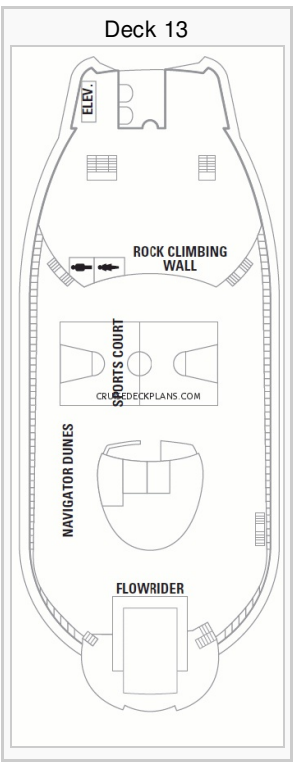 Deck 13
ELEV.
ROCK CLIMBING
WALL
SPORTS COURT
CRUISEDECKPLANS.COM
NAVIGATOR DUNES
FLOWRIDER